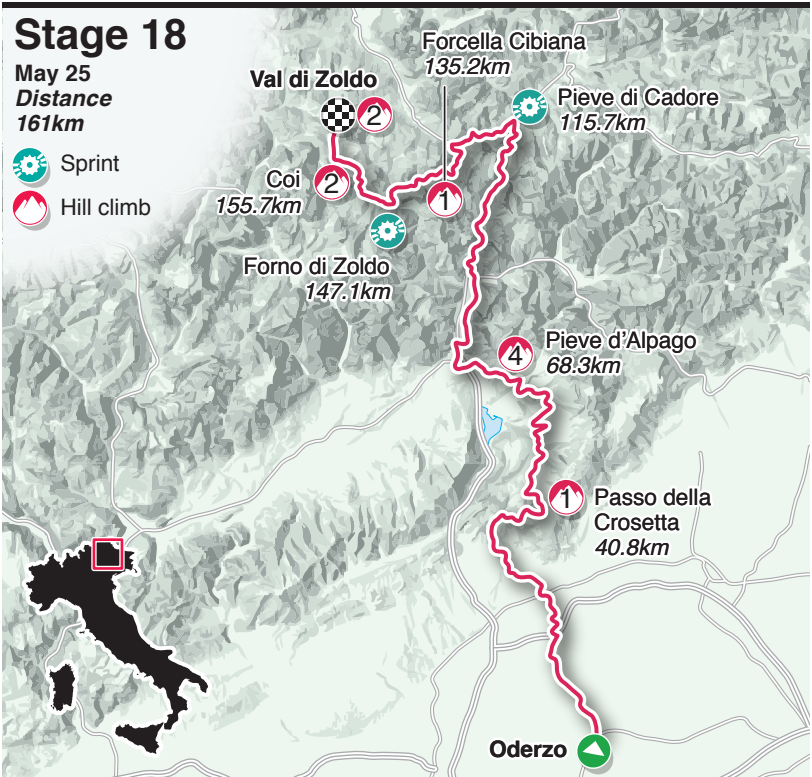 Stage 18
May 25
Distance
161km
Sprint
Hill climb
Forcella Cibiana
135.2km
Val di Zoldo
2
Pieve di Cadore
115.7km
Coi
155.7km
2
1
Forno di Zoldo
147.1km
4
Pieve d'Alpago
68.3km
1
Passo della
Crosetta
40.8km
Oderzo